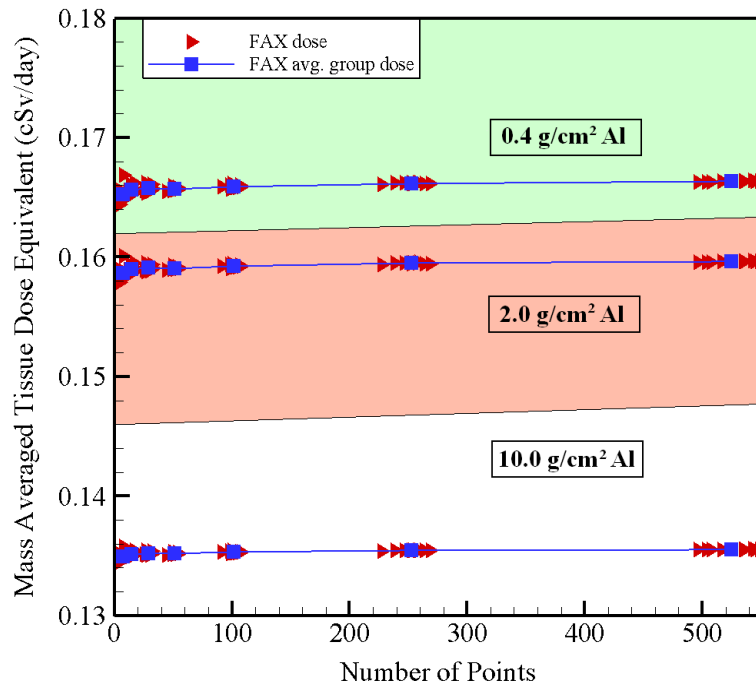 0.18
FAX dose
FAX avg. group dose
0.17
0.4 g/cm² Al
0.16
2.0 g/cm² Al
0.15
10.0 g/cm² Al
0.14
0.13
0 100 200 300 400 500
Number of Points
Mass Averaged Tissue Dose Equivalent (cSv/day)